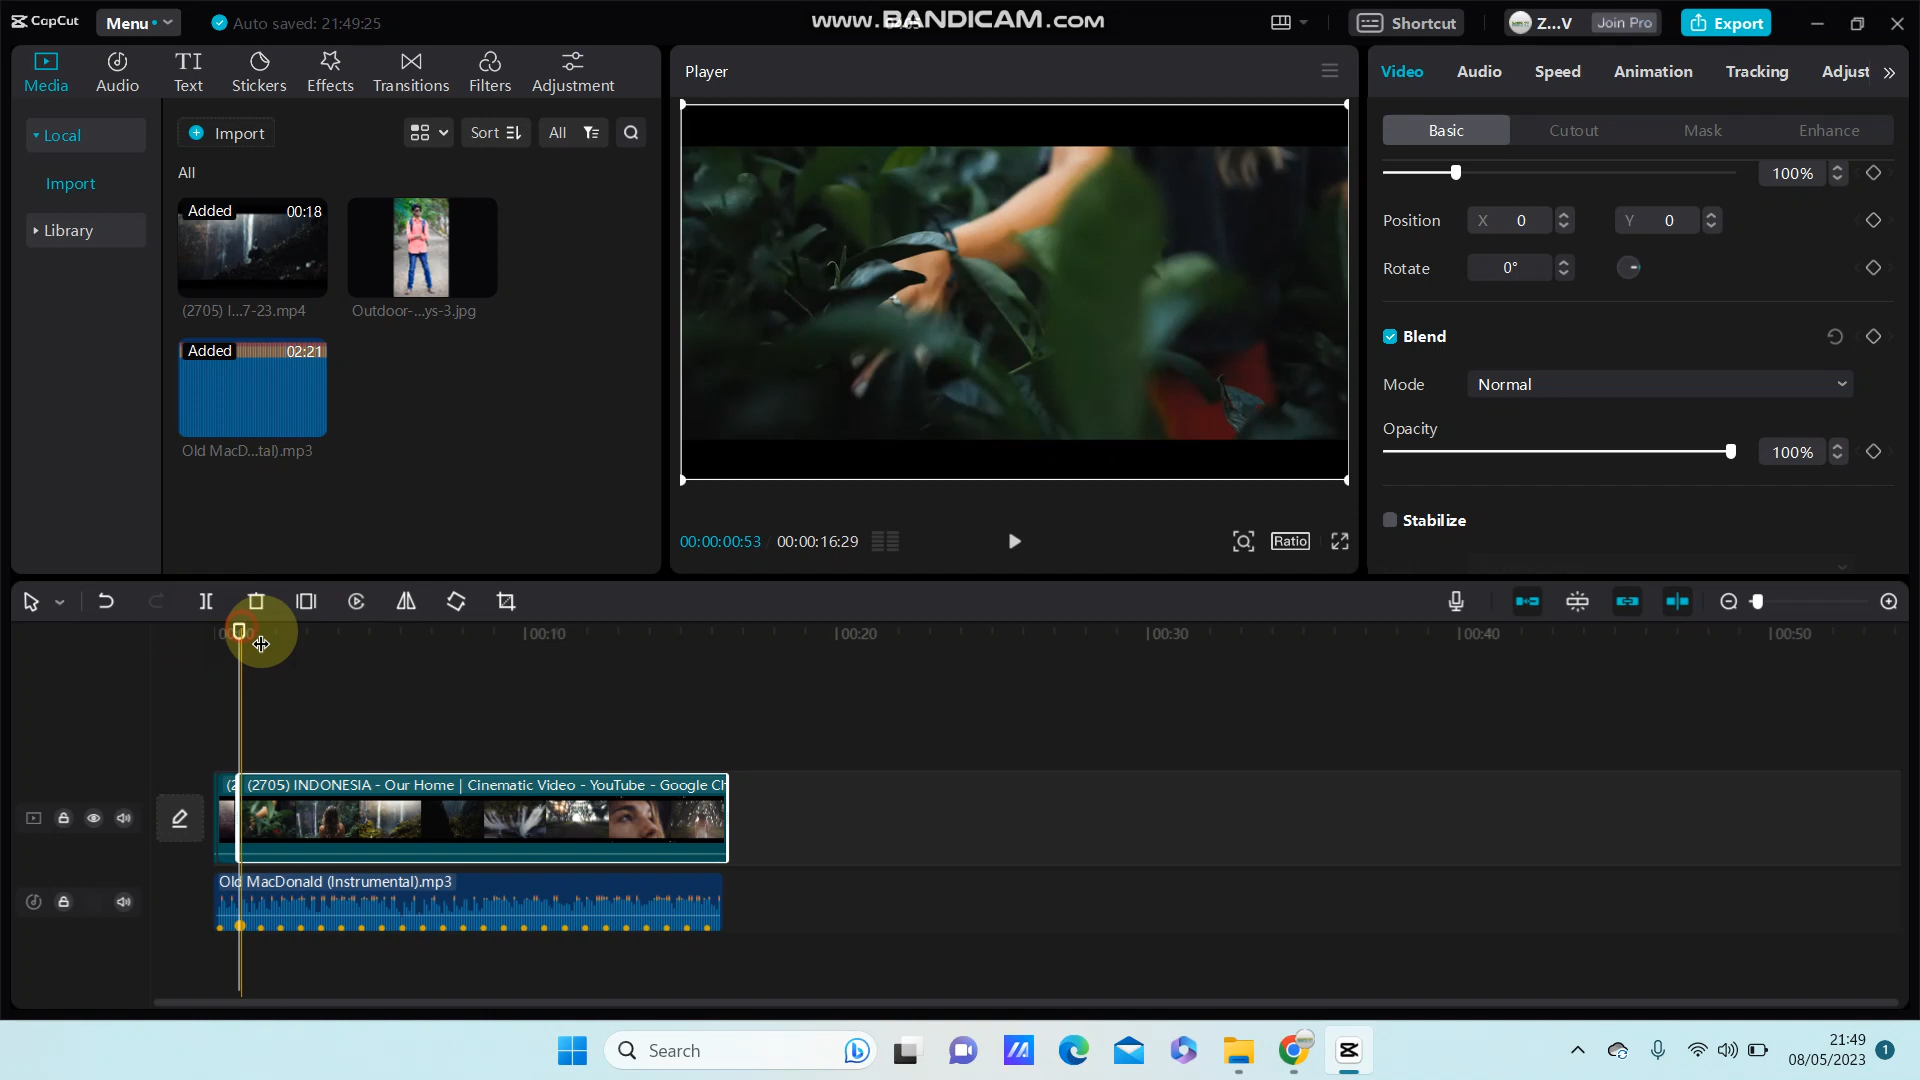 CapCut
Menu
Auto saved: 21:49:25
www.BANDICAM.com
Shortcut
Z...V
Join Pro
Export
Media
Audio
Text
Stickers
Effects
Transitions
Filters
Adjustment
Player
Video
Audio
Speed
Animation
Tracking
Adjust
Local
Import
Sort
All
Basic
Cutout
Mask
Enhance
All
100%
Import
Library
Added 00:18
(2705) I...7-23.mp4
Outdoor-...ys-3.jpg
Position X 0 Y 0
Rotate 0°
Blend
Added 02:21
Old MacD...tal).mp3
Mode Normal
Opacity
100%
Stabilize
00:00:00:53 / 00:00:16:29
Ratio
00:10
00:20
00:30
00:40
00:50
(2705) INDONESIA - Our Home | Cinematic Video - YouTube - Google Ch
Old MacDonald (Instrumental).mp3
Search
21:49
08/05/2023
1